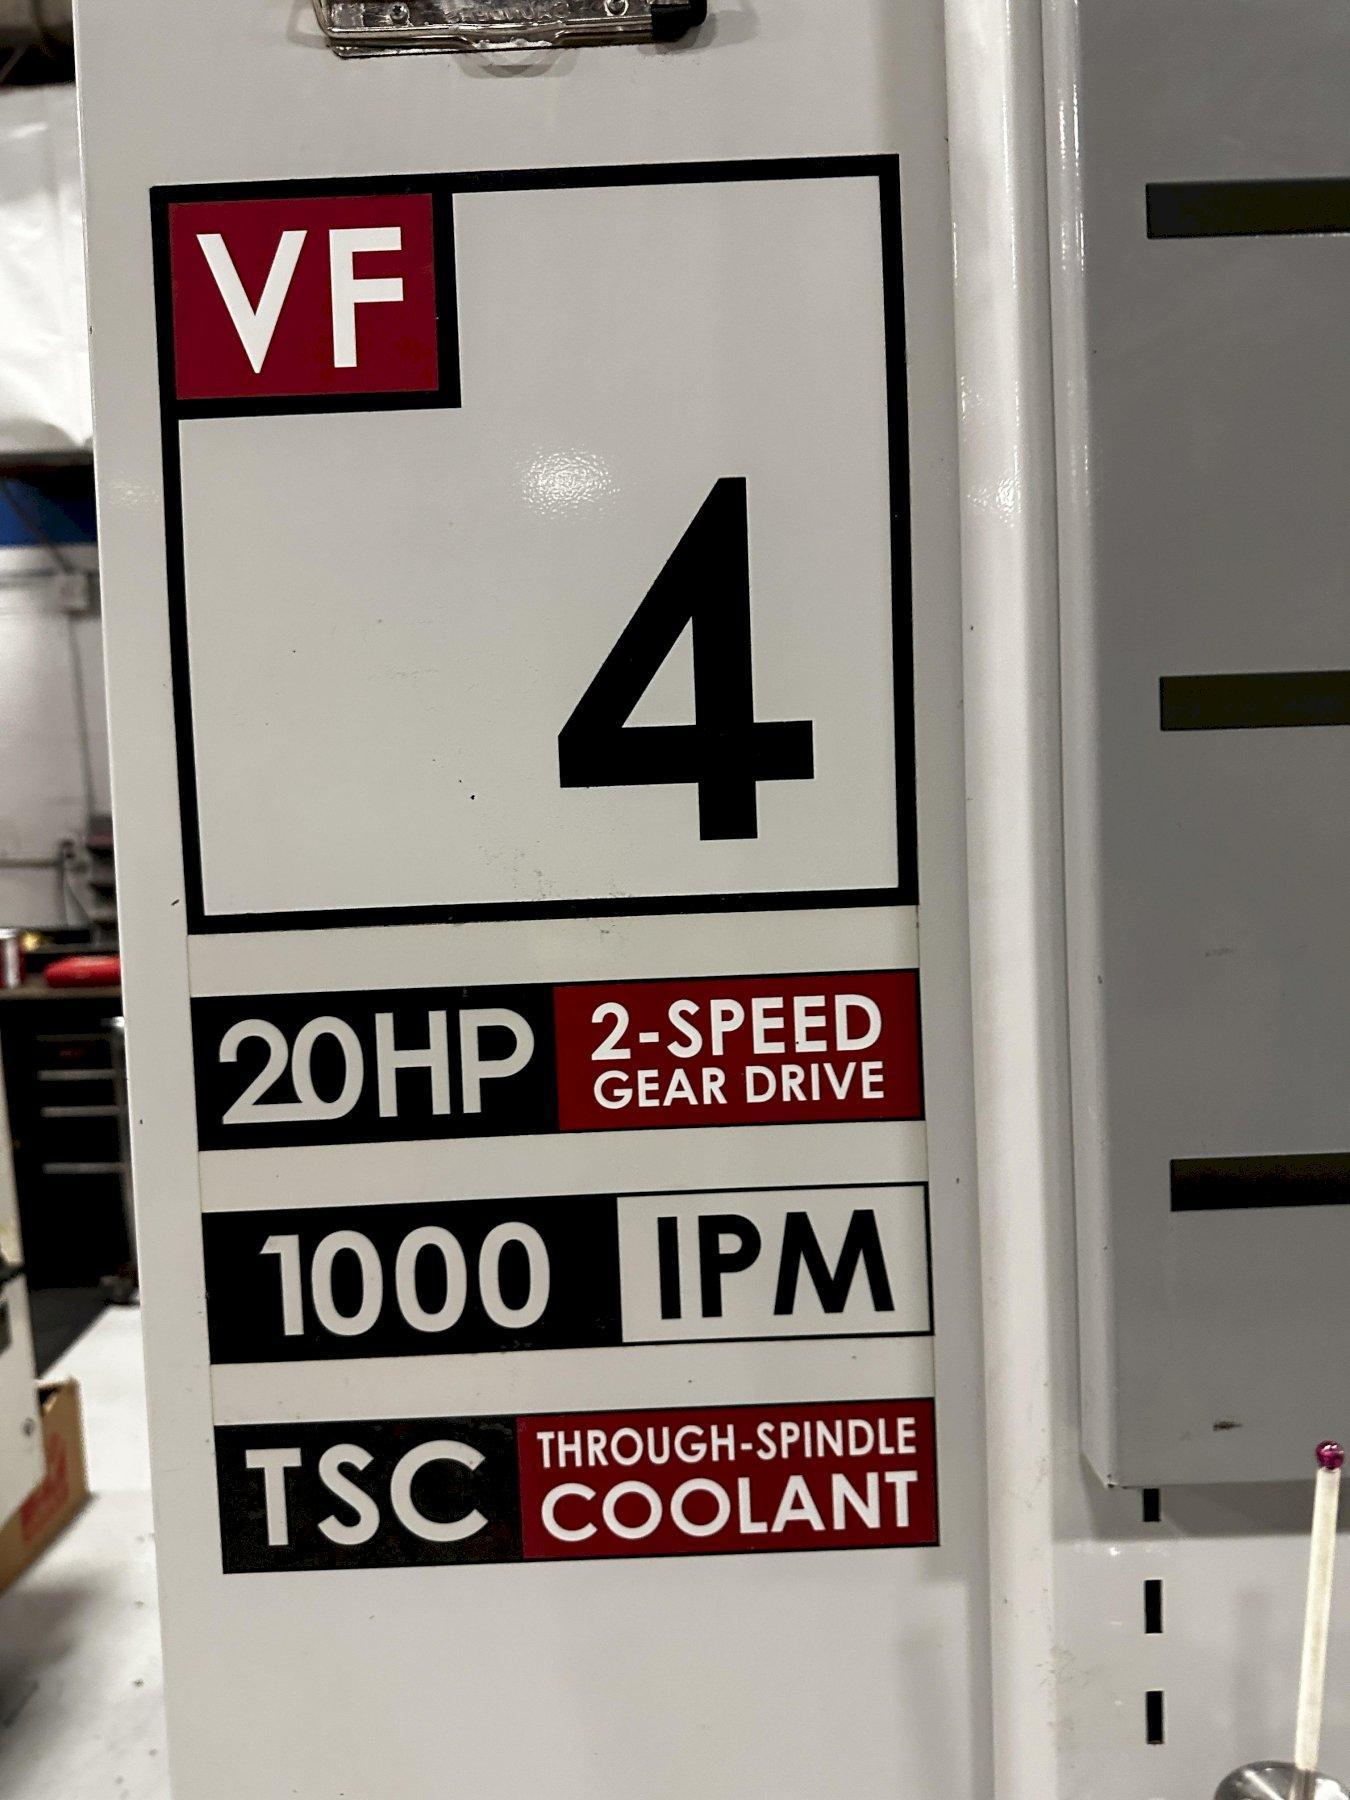 VF
4
20HP
2-SPEED
GEAR DRIVE
1000
IPM
TSC
THROUGH-SPINDLE
COOLANT